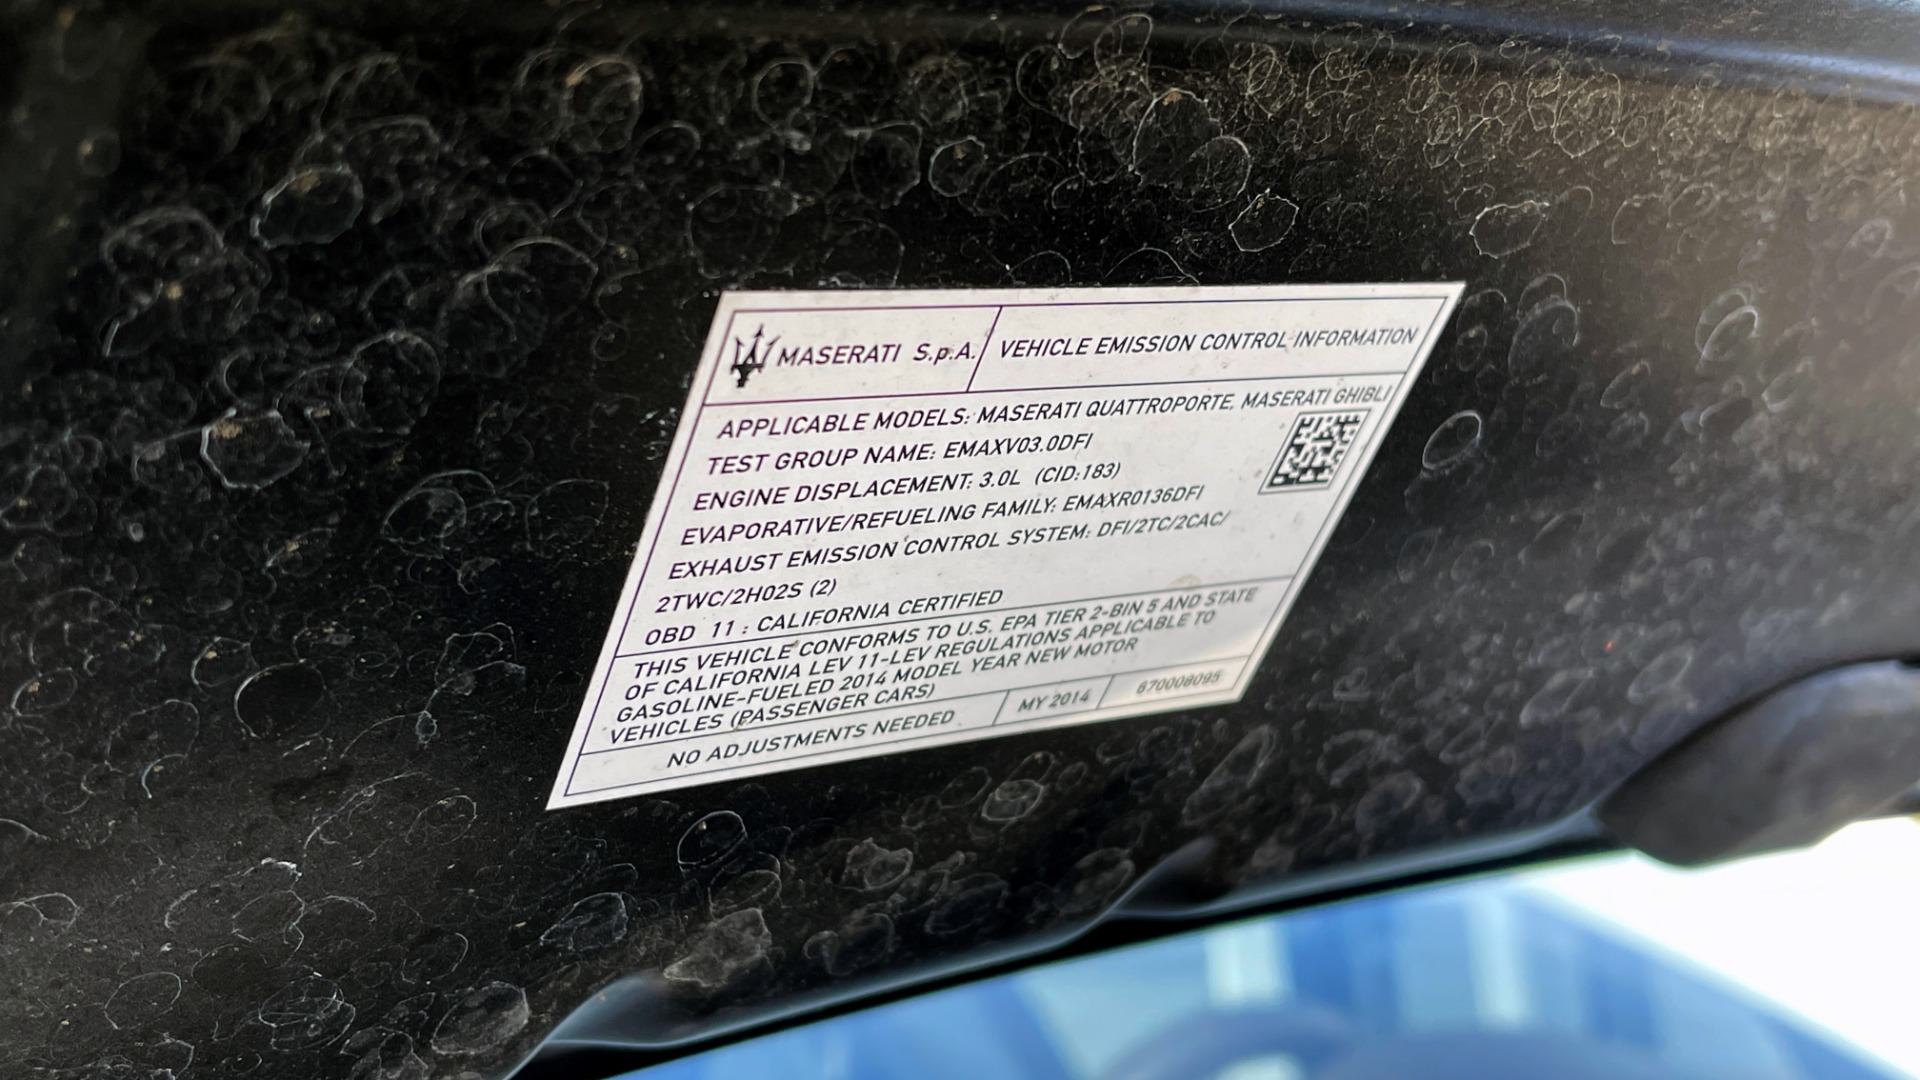 MASERATI S.p.A. VEHICLE EMISSION CONTROL INFORMATION
APPLICABLE MODELS: MASERATI QUATTROPORTE, MASERATI GHIBLI
TEST GROUP NAME: EMAXV03.0DFI
ENGINE DISPLACEMENT: 3.0L (CID:183)
EVAPORATIVE/REFUELING FAMILY: EMAXR0136DFI
EXHAUST EMISSION CONTROL SYSTEM: DFI/2TC/2CAC/
2TWC/2H02S (2)
OBD 11 : CALIFORNIA CERTIFIED
THIS VEHICLE CONFORMS TO U.S. EPA TIER 2-BIN 5 AND STATE
OF CALIFORNIA LEV 11-LEV REGULATIONS APPLICABLE TO
GASOLINE-FUELED 2014 MODEL YEAR NEW MOTOR
VEHICLES (PASSENGER CARS)
NO ADJUSTMENTS NEEDED MY 2014 670008095